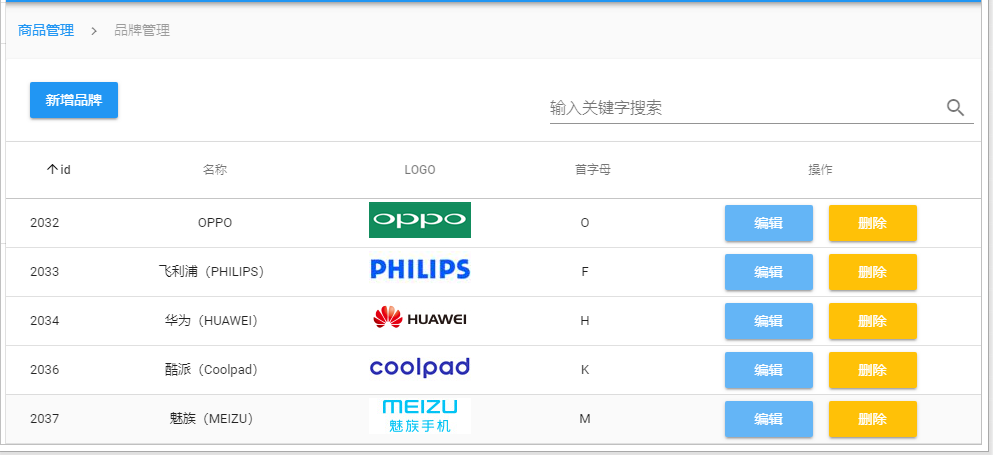 商品管理 > 品牌管理
新增品牌
输入关键字搜索
id 名称 LOGO 首字母 操作
2032 OPPO oppo O 编辑 删除
2033 飞利浦（PHILIPS） PHILIPS F 编辑 删除
2034 华为（HUAWEI） HUAWEI H 编辑 删除
2036 酷派（Coolpad） coolpad K 编辑 删除
2037 魅族（MEIZU） MEIZU 魅族手机 M 编辑 删除